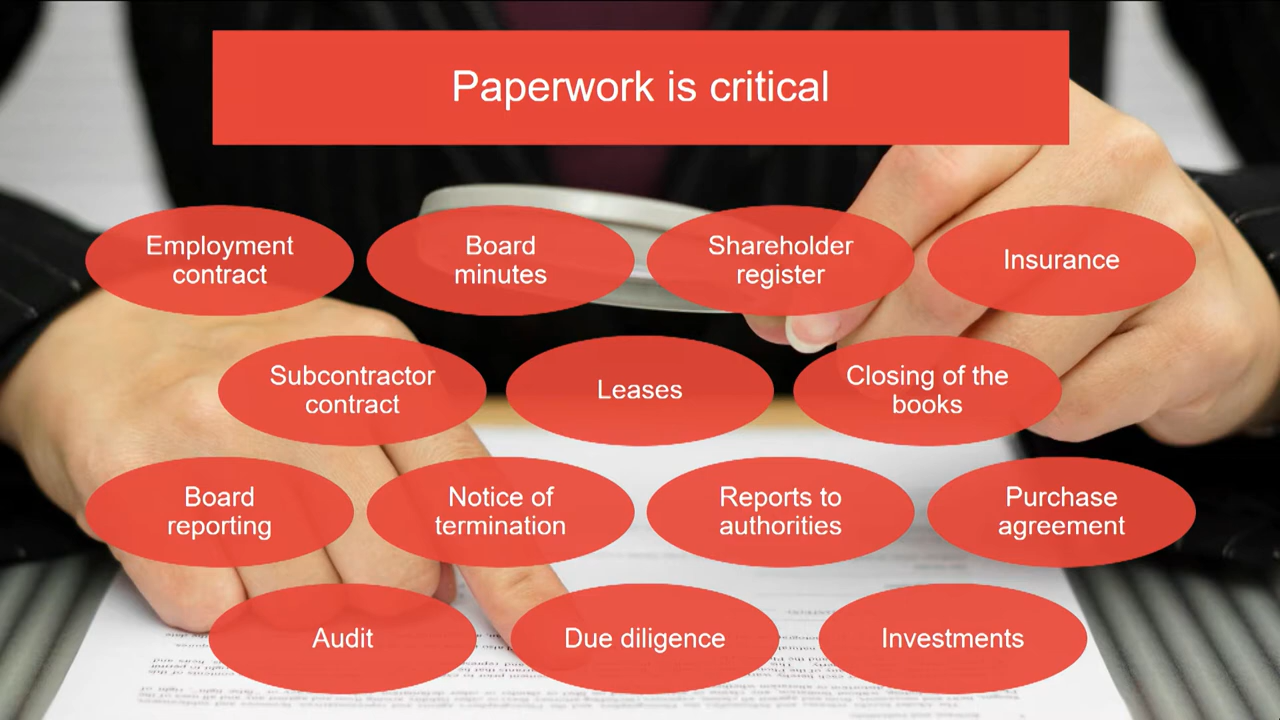 Paperwork is critical
Employment
contract
Board
minutes
Shareholder
register
Insurance
Subcontractor
contract
Leases
Closing of the
books
Board
reporting
Notice of
termination
Reports to
authorities
Purchase
agreement
Audit
Due diligence
Investments